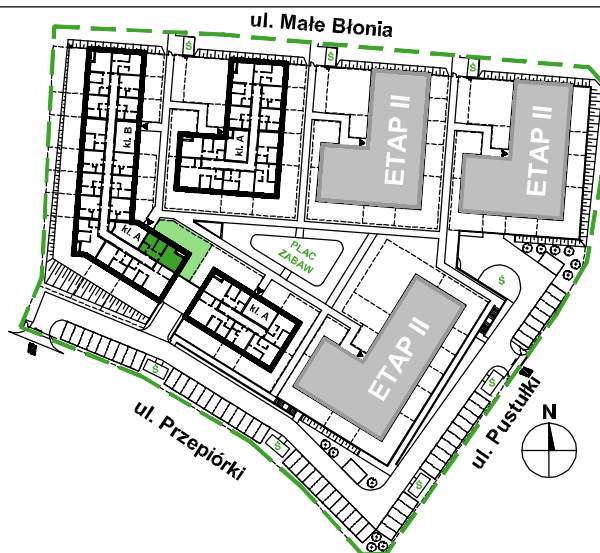 ul. Małe Błonia
Ś
Ś
Ś
kl. B
kl. A
ETAP II
ETAP II
kl. A
PLAC
ZABAW
Ś
kl. A
ETAP II
Ś
Ś
ul. Przepiórki
ul. Pustułki
N
Ś
Ś